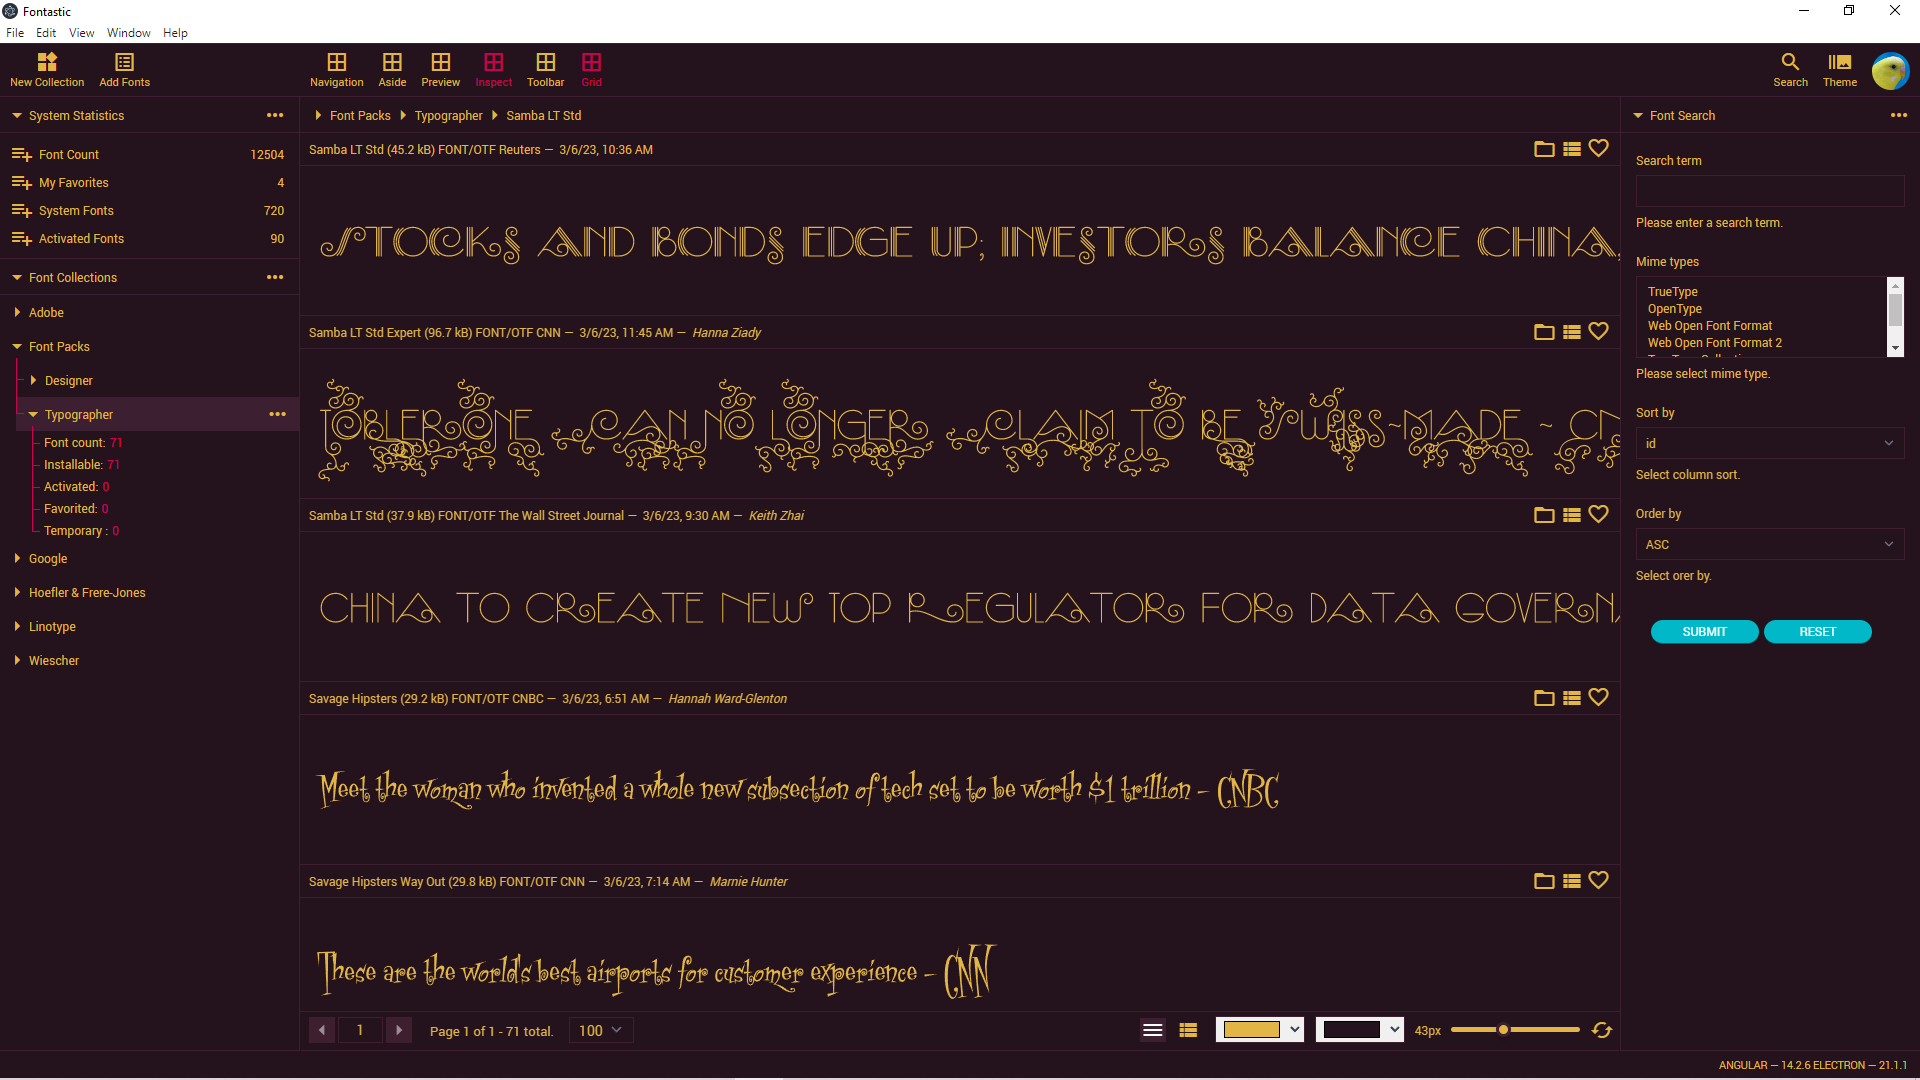 Fontastic
File Edit View Window Help
New Collection Add Fonts Navigation Aside Preview Inspect Toolbar Grid Search Theme
System Statistics
Font Count 12504
My Favorites 4
System Fonts 720
Activated Fonts 90
Font Collections
Adobe
Font Packs
Designer
Typographer
Font count: 71
Installable: 71
Activated: 0
Favorited: 0
Temporary : 0
Google
Hoefler & Frere-Jones
Linotype
Wiescher
Font Packs Typographer Samba LT Std
Samba LT Std (45.2 kB) FONT/OTF Reuters — 3/6/23, 10:36 AM
STOCKS AND BONDS EDGE UP; INVESTORS BALANCE CHINA,
Samba LT Std Expert (96.7 kB) FONT/OTF CNN — 3/6/23, 11:45 AM — Hanna Ziady
TOBLERONE CAN NO LONGER CLAIM TO BE SWISS-MADE - CN
Samba LT Std (37.9 kB) FONT/OTF The Wall Street Journal — 3/6/23, 9:30 AM — Keith Zhai
CHINA TO CREATE NEW TOP REGULATOR FOR DATA GOVERNA
Savage Hipsters (29.2 kB) FONT/OTF CNBC — 3/6/23, 6:51 AM — Hannah Ward-Glenton
Meet the woman who invented a whole new subsection of tech set to be worth $1 trillion - CNBC
Savage Hipsters Way Out (29.8 kB) FONT/OTF CNN — 3/6/23, 7:14 AM — Marnie Hunter
These are the world's best airports for customer experience - CNN
1 Page 1 of 1 - 71 total. 100 43px
Font Search
Search term
Please enter a search term.
Mime types
TrueType
OpenType
Web Open Font Format
Web Open Font Format 2
Please select mime type.
Sort by
id
Select column sort.
Order by
ASC
Select orer by.
SUBMIT RESET
ANGULAR — 14.2.6 ELECTRON — 21.1.1